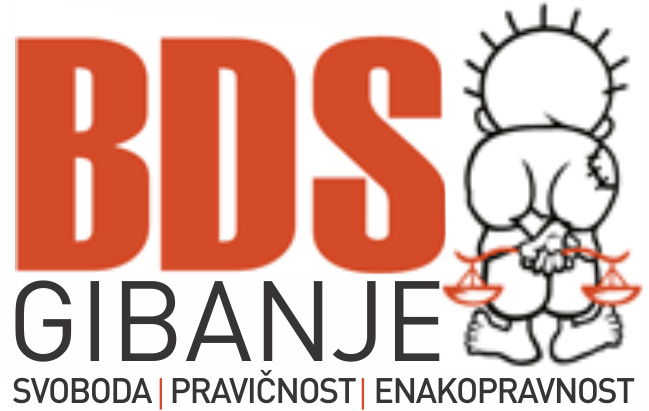 BDS
GIBANJE
SVOBODA | PRAVIČNOST | ENAKOPRAVNOST